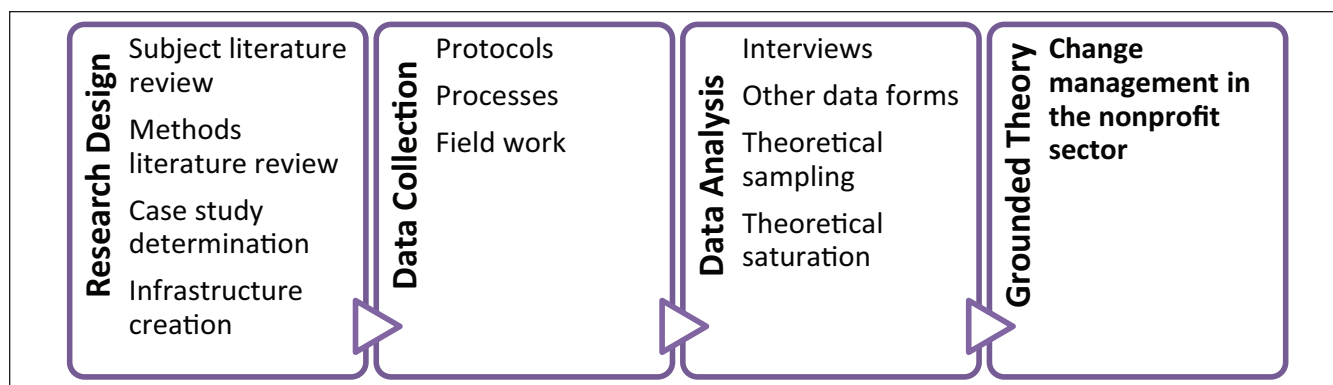 Research Design
Subject literature
review
Methods
literature review
Case study
determination
Infrastructure
creation
Data Collection
Protocols
Processes
Field work
Data Analysis
Interviews
Other data forms
Theoretical
sampling
Theoretical
saturation
Grounded Theory
Change
management in
the nonprofit
sector